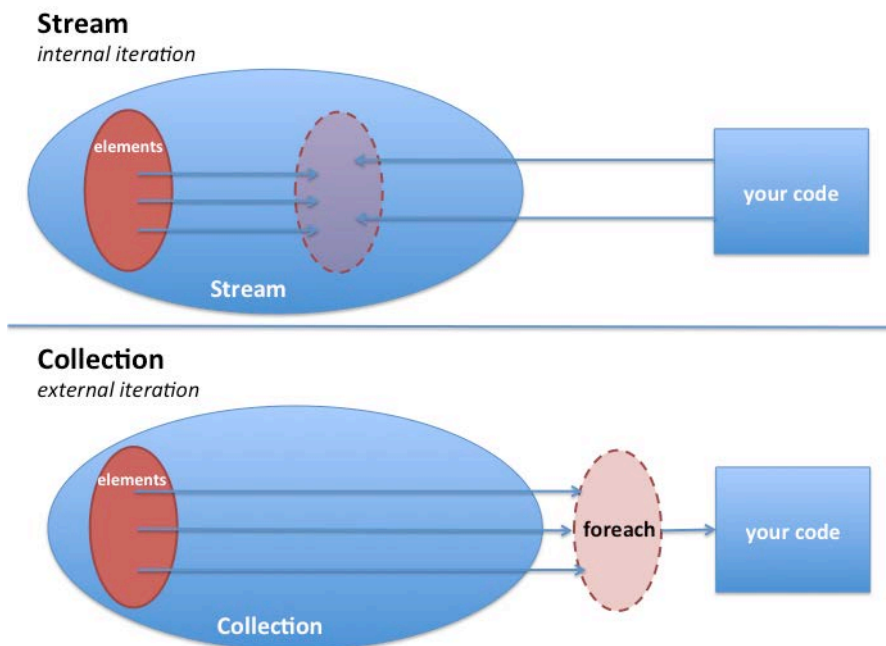 Stream
internal iteration
elements
your code
Stream
Collection
external iteration
elements
foreach
your code
Collection